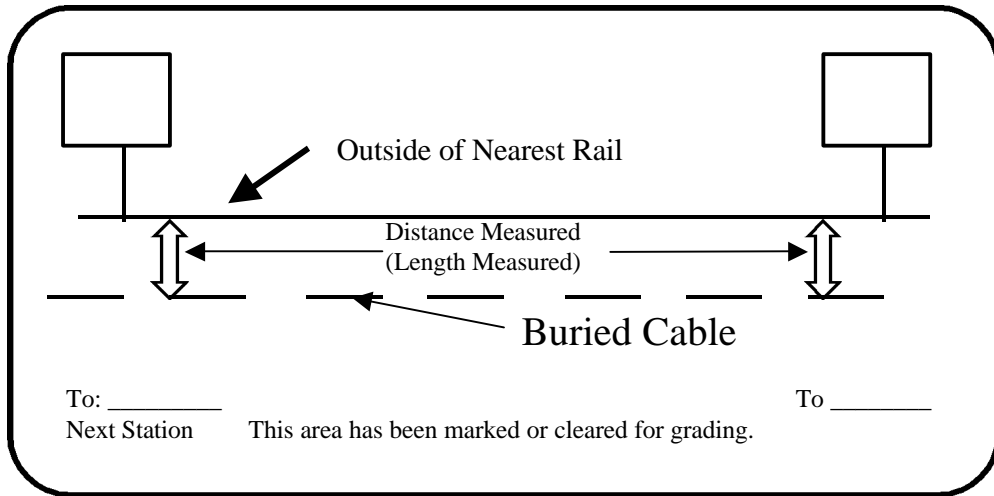 Outside of Nearest Rail
Distance Measured
(Length Measured)
Buried Cable
To: _________ To ________
Next Station This area has been marked or cleared for grading.